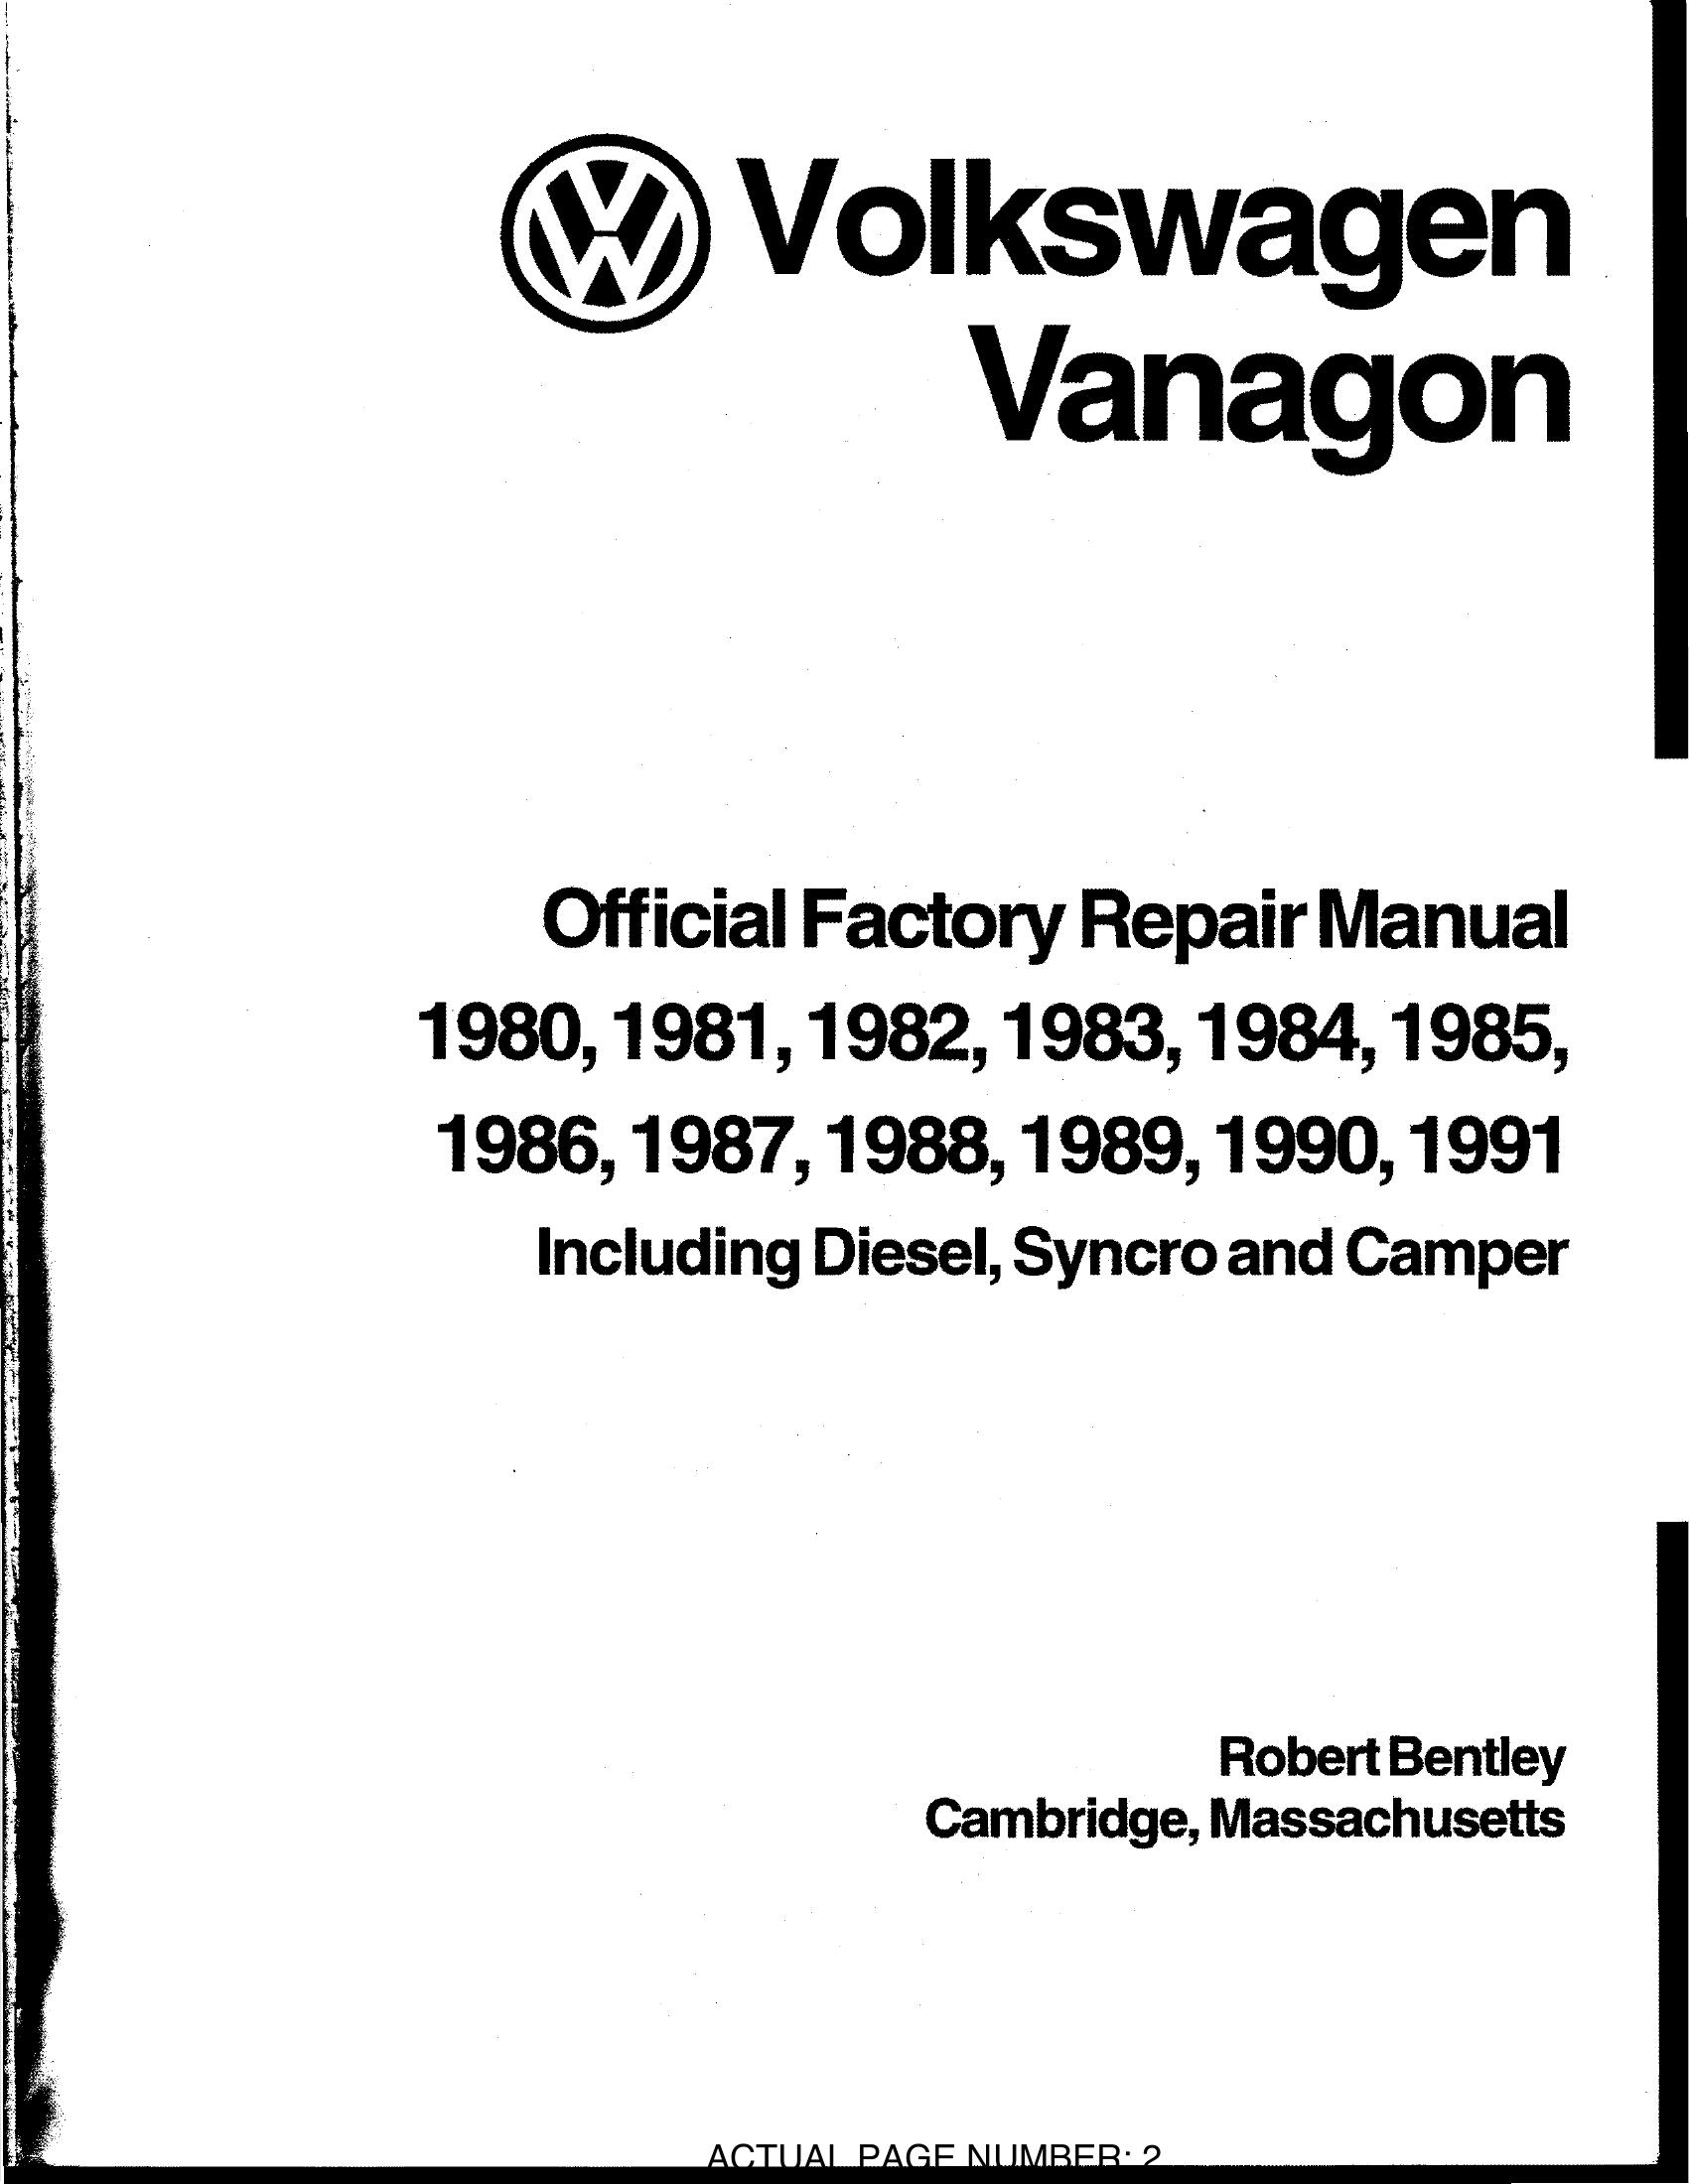 Volkswagen
Vanagon
Official Factory Repair Manual
1980, 1981, 1982, 1983, 1984, 1985,
1986, 1987, 1988, 1989, 1990, 1991
Including Diesel, Syncro and Camper
Robert Bentley
Cambridge, Massachusetts
ACTUAL PAGE NUMBER: 2